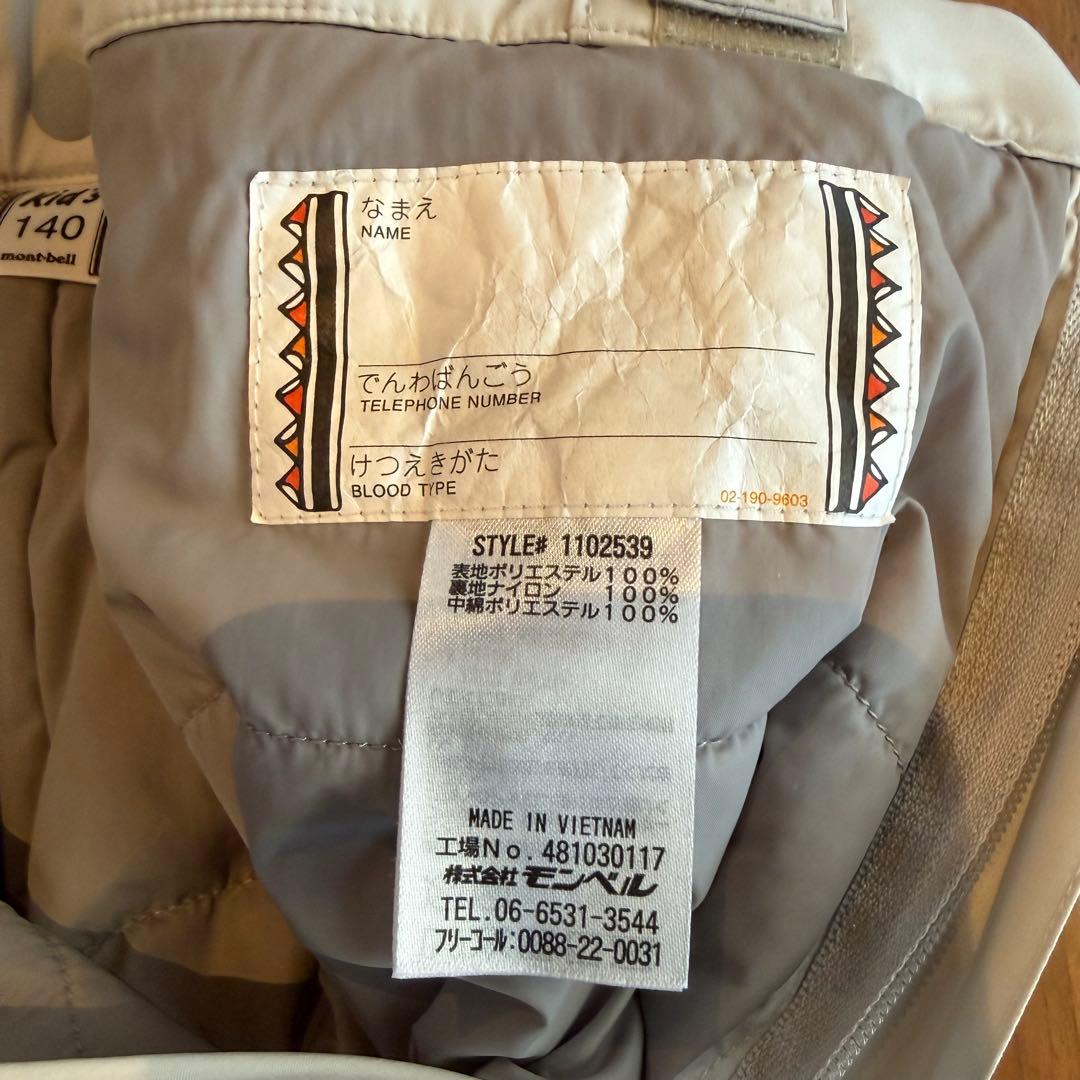 Kid's
140
mont-bell
なまえ
NAME
でんわばんごう
TELEPHONE NUMBER
けつえきがた
BLOOD TYPE
02-190-9603
STYLE# 1102539
表地ポリエステル100%
裏地ナイロン 100%
中綿ポリエステル100%
MADE IN VIETNAM
工場No.481030117
株式会社 モンベル
TEL.06-6531-3544
フリーコール:0088-22-0031